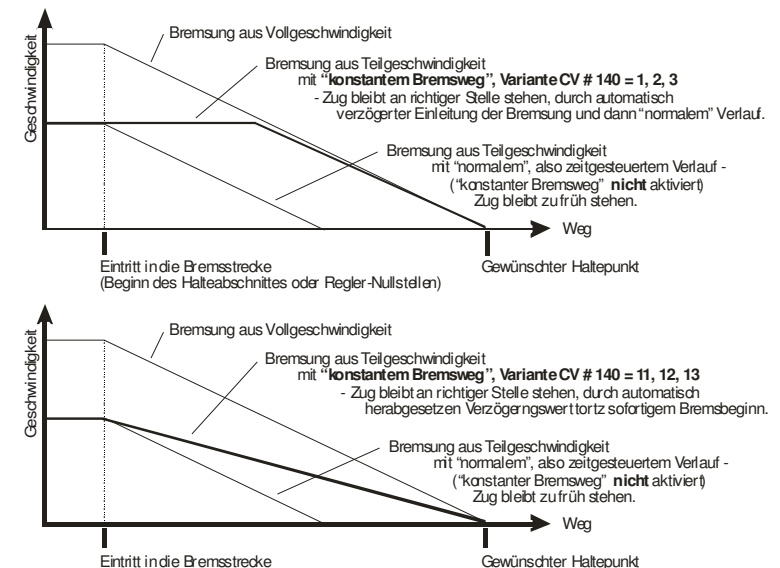 Geschwindigkeit
Bremsung aus Vollgeschwindigkeit
Bremsung aus Teilgeschwindigkeit
mit "konstantem Bremsweg", Variante CV # 140 = 1, 2, 3
- Zug bleibt an richtiger Stelle stehen, durch automatisch
verzögerter Einleitung der Bremsung und dann "normalem" Verlauf.
Bremsung aus Teilgeschwindigkeit
mit "normalem", also zeitgesteuertem Verlauf -
("konstanter Bremsweg" nicht aktiviert)
Zug bleibt zu früh stehen.
Weg
Eintritt in die Bremsstrecke
(Beginn des Halteabschnittes oder Regler-Nullstellen)
Gewünschter Haltepunkt
Geschwindigkeit
Bremsung aus Vollgeschwindigkeit
Bremsung aus Teilgeschwindigkeit
mit "konstantem Bremsweg", Variante CV # 140 = 11, 12, 13
- Zug bleibt an richtiger Stelle stehen, durch automatisch
herabgesetzen Verzögerngswert tortz sofortigem Bremsbeginn.
Bremsung aus Teilgeschwindigkeit
mit "normalem", also zeitgesteuertem Verlauf -
("konstanter Bremsweg" nicht aktiviert)
Zug bleibt zu früh stehen.
Weg
Eintritt in die Bremsstrecke
Gewünschter Haltepunkt